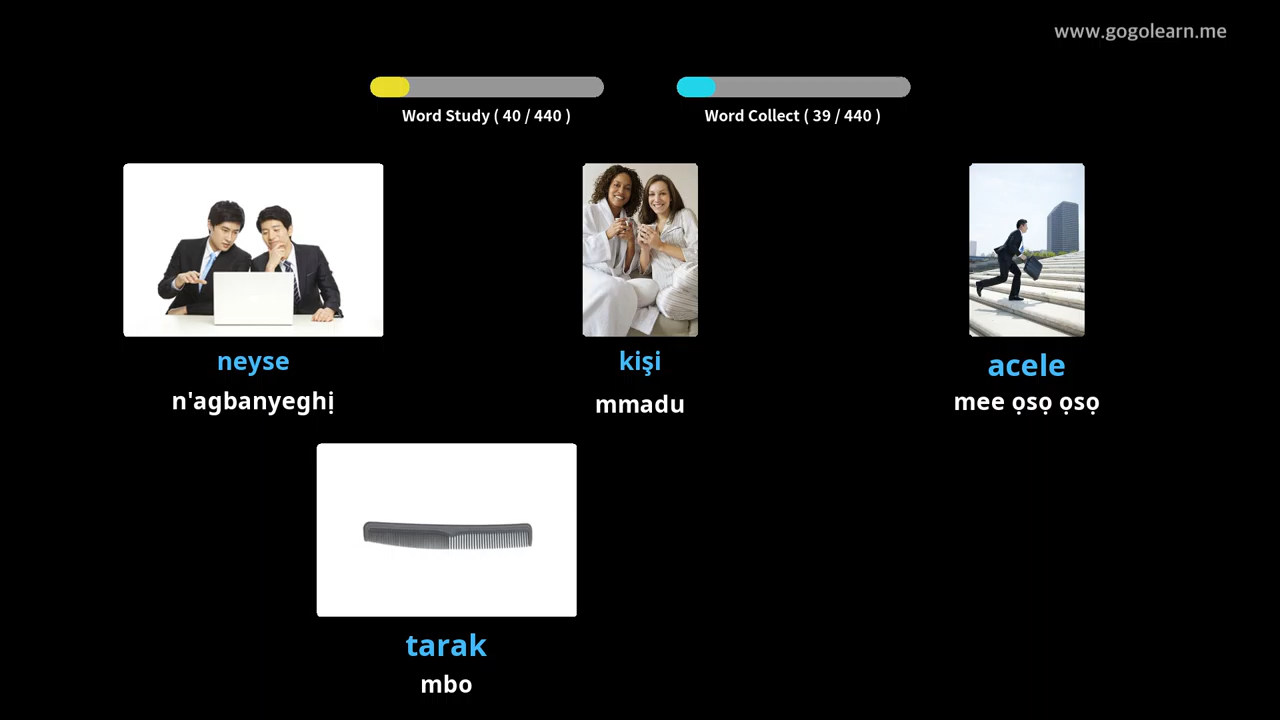 www.gogolearn.me
Word Study ( 40 / 440 )
Word Collect ( 39 / 440 )
neyse
kişi
acele
n'agbanyeghị
mmadu
mee ọsọ ọsọ
tarak
mbo